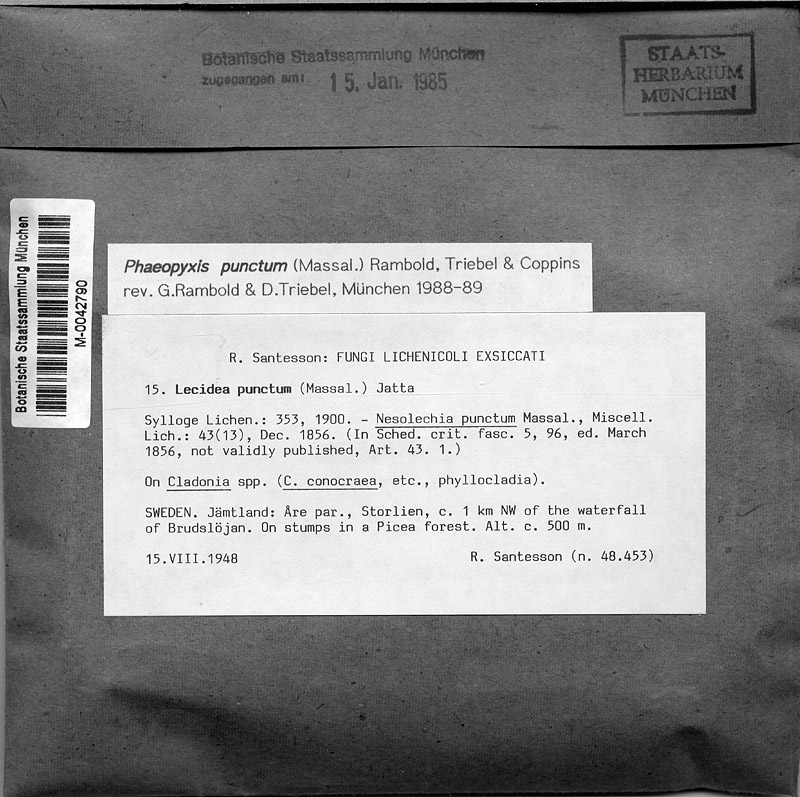 Botanische Staatssammlung München
zugegangen am:
15. Jan. 1985
STAATS-
HERBARIUM
MÜNCHEN
Botanische Staatssammlung München
M-0042790
Phaeopyxis punctum (Massal.) Rambold, Triebel & Coppins
rev. G.Rambold & D.Triebel, München 1988-89
R. Santesson: FUNGI LICHENICOLI EXSICCATI
15. Lecidea punctum (Massal.) Jatta
Sylloge Lichen.: 353, 1900. - Nesolechia punctum Massal., Miscell.
Lich.: 43(13), Dec. 1856. (In Sched. crit. fasc. 5, 96, ed. March
1856, not validly published, Art. 43. 1.)
On Cladonia spp. (C. conocraea, etc., phyllocladia).
SWEDEN. Jämtland: Åre par., Storlien, c. 1 km NW of the waterfall
of Brudslöjan. On stumps in a Picea forest. Alt. c. 500 m.
15.VIII.1948 R. Santesson (n. 48.453)